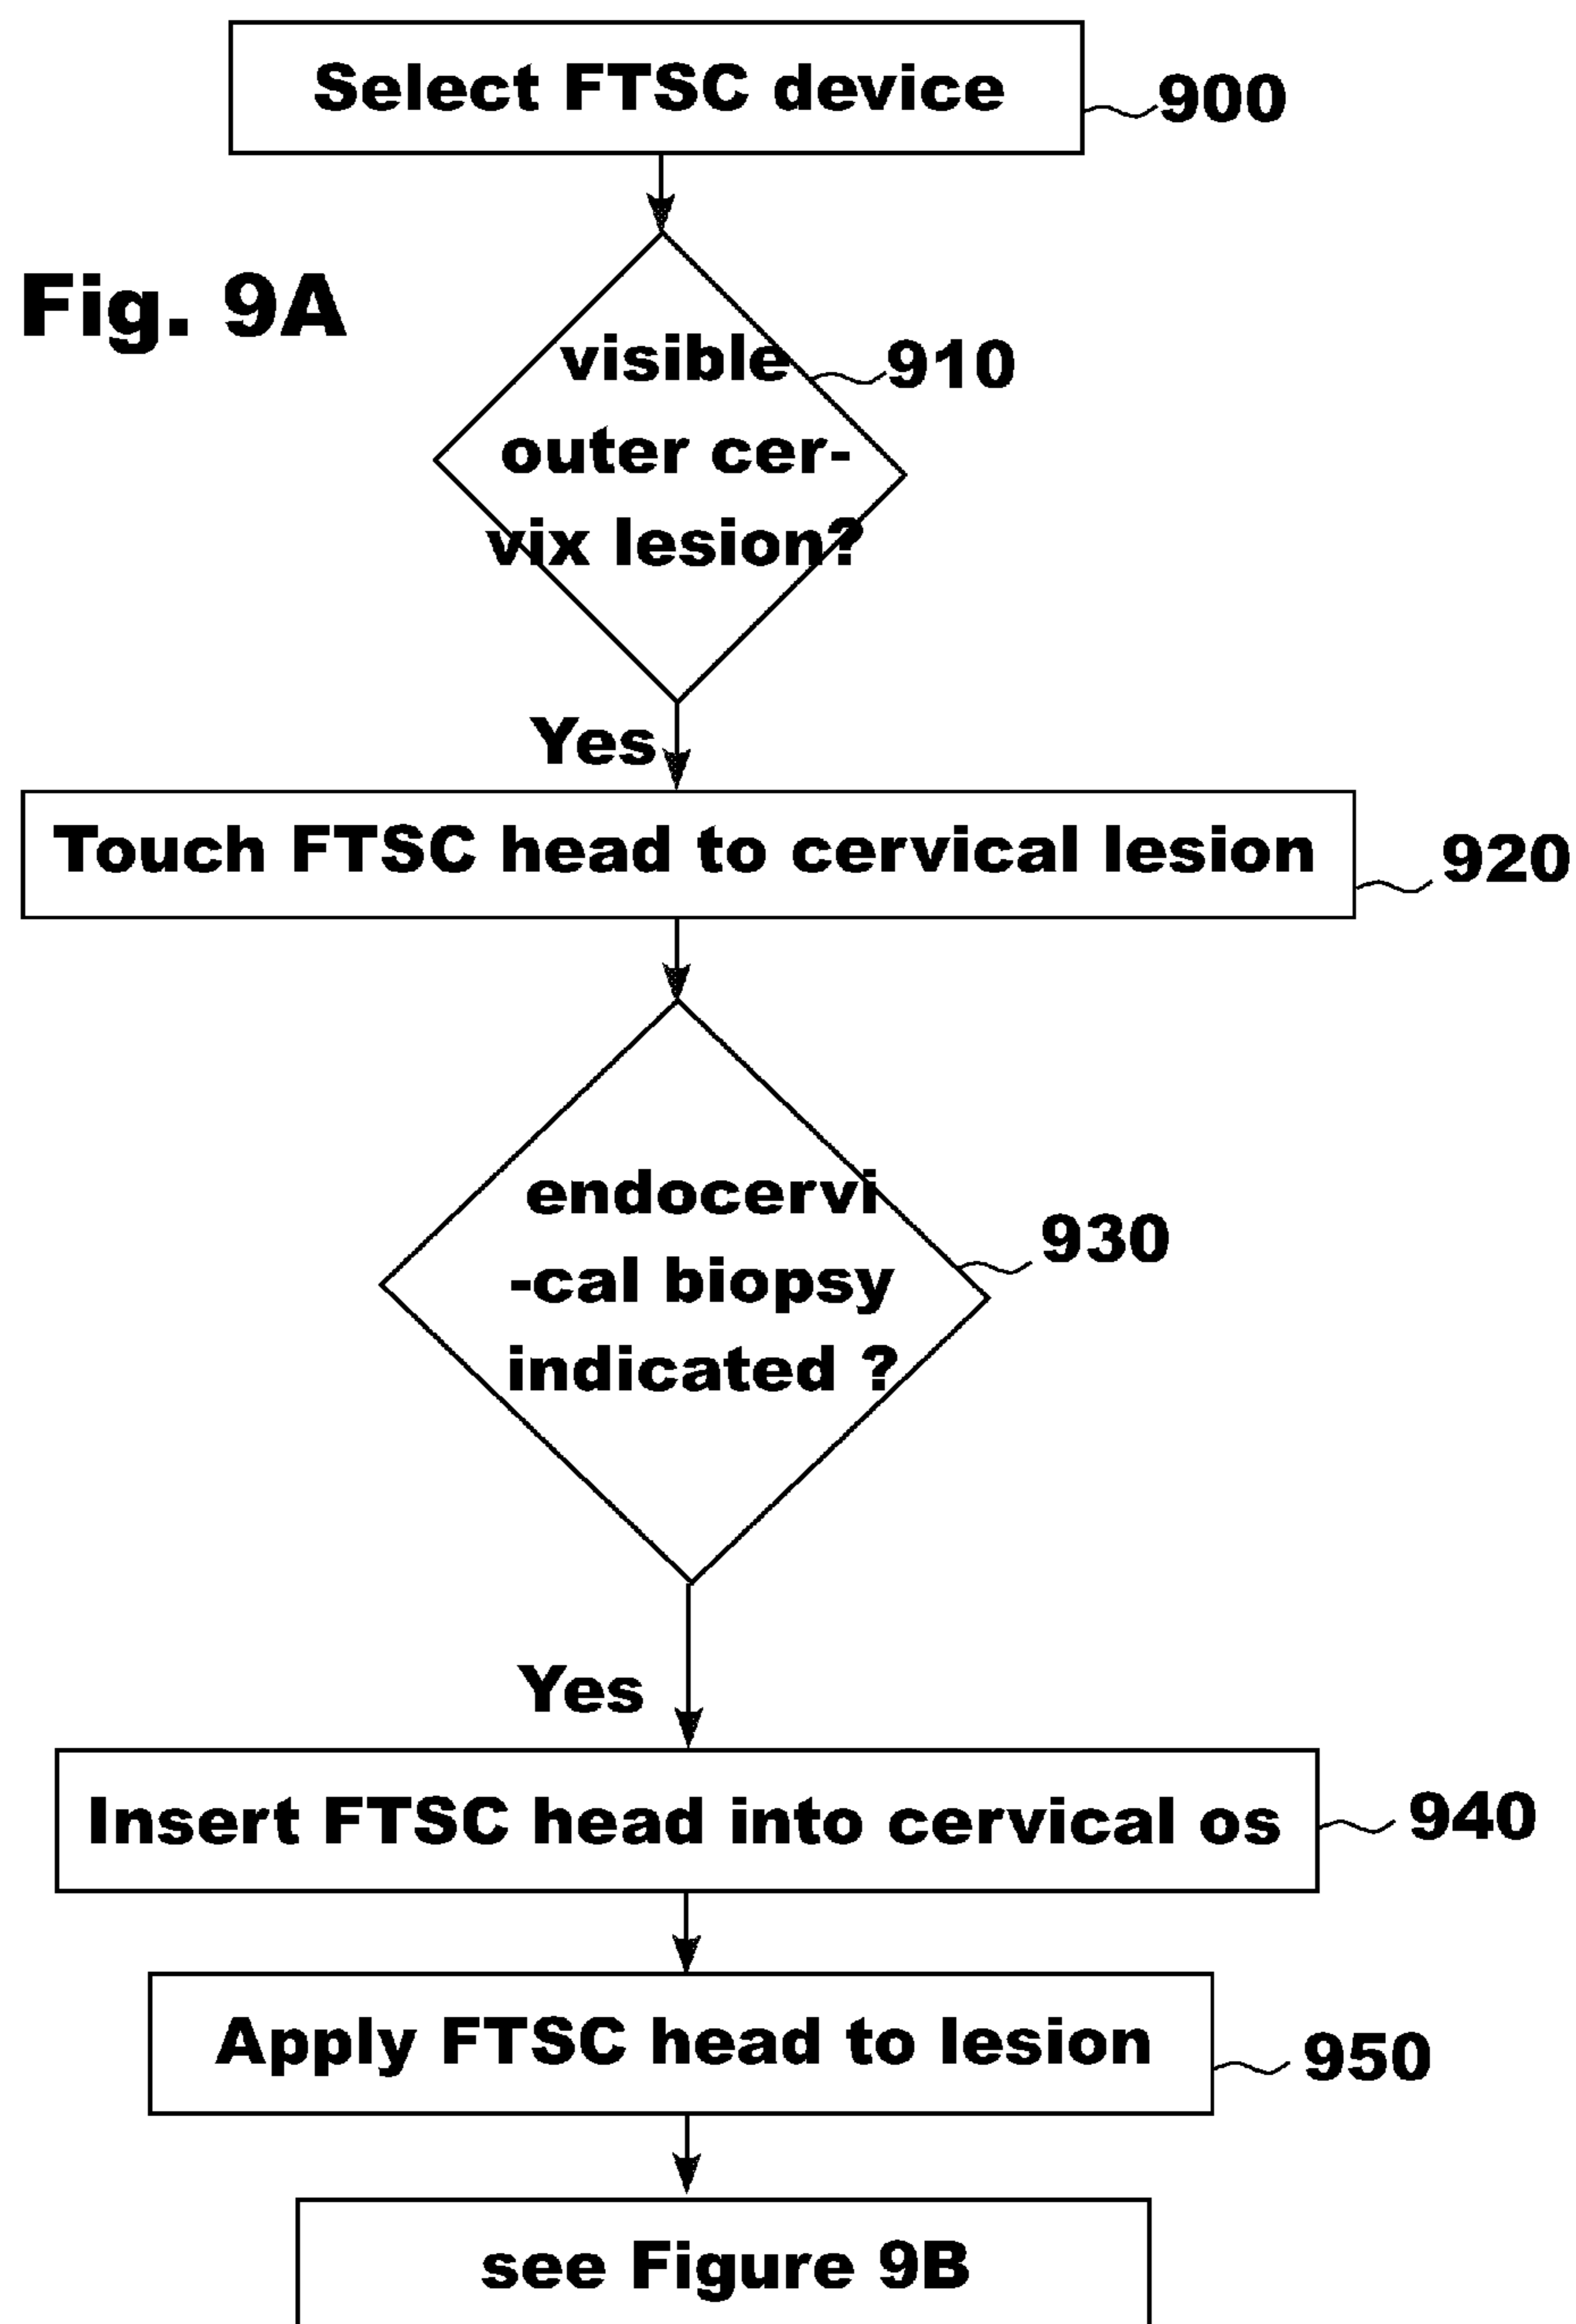 Select FTSC device
900
Fig. 9A
visible
910
outer cer-
vix lesion?
Yes
Touch FTSC head to cervical lesion
920
endocervi
-cal biopsy
930
indicated ?
Yes
Insert FTSC head into cervical os
940
Apply FTSC head to lesion
950
see Figure 9B